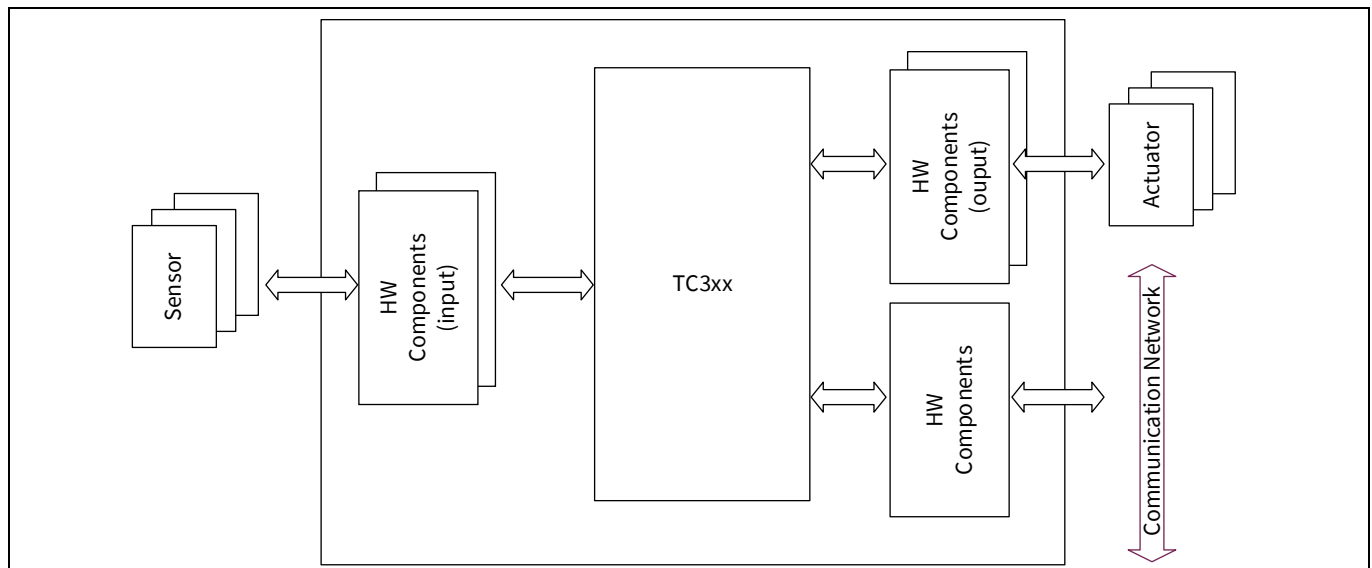 Sensor
HW
Components
(input)
TC3xx
HW
Components
(ouput)
HW
Components
Actuator
Communication Network